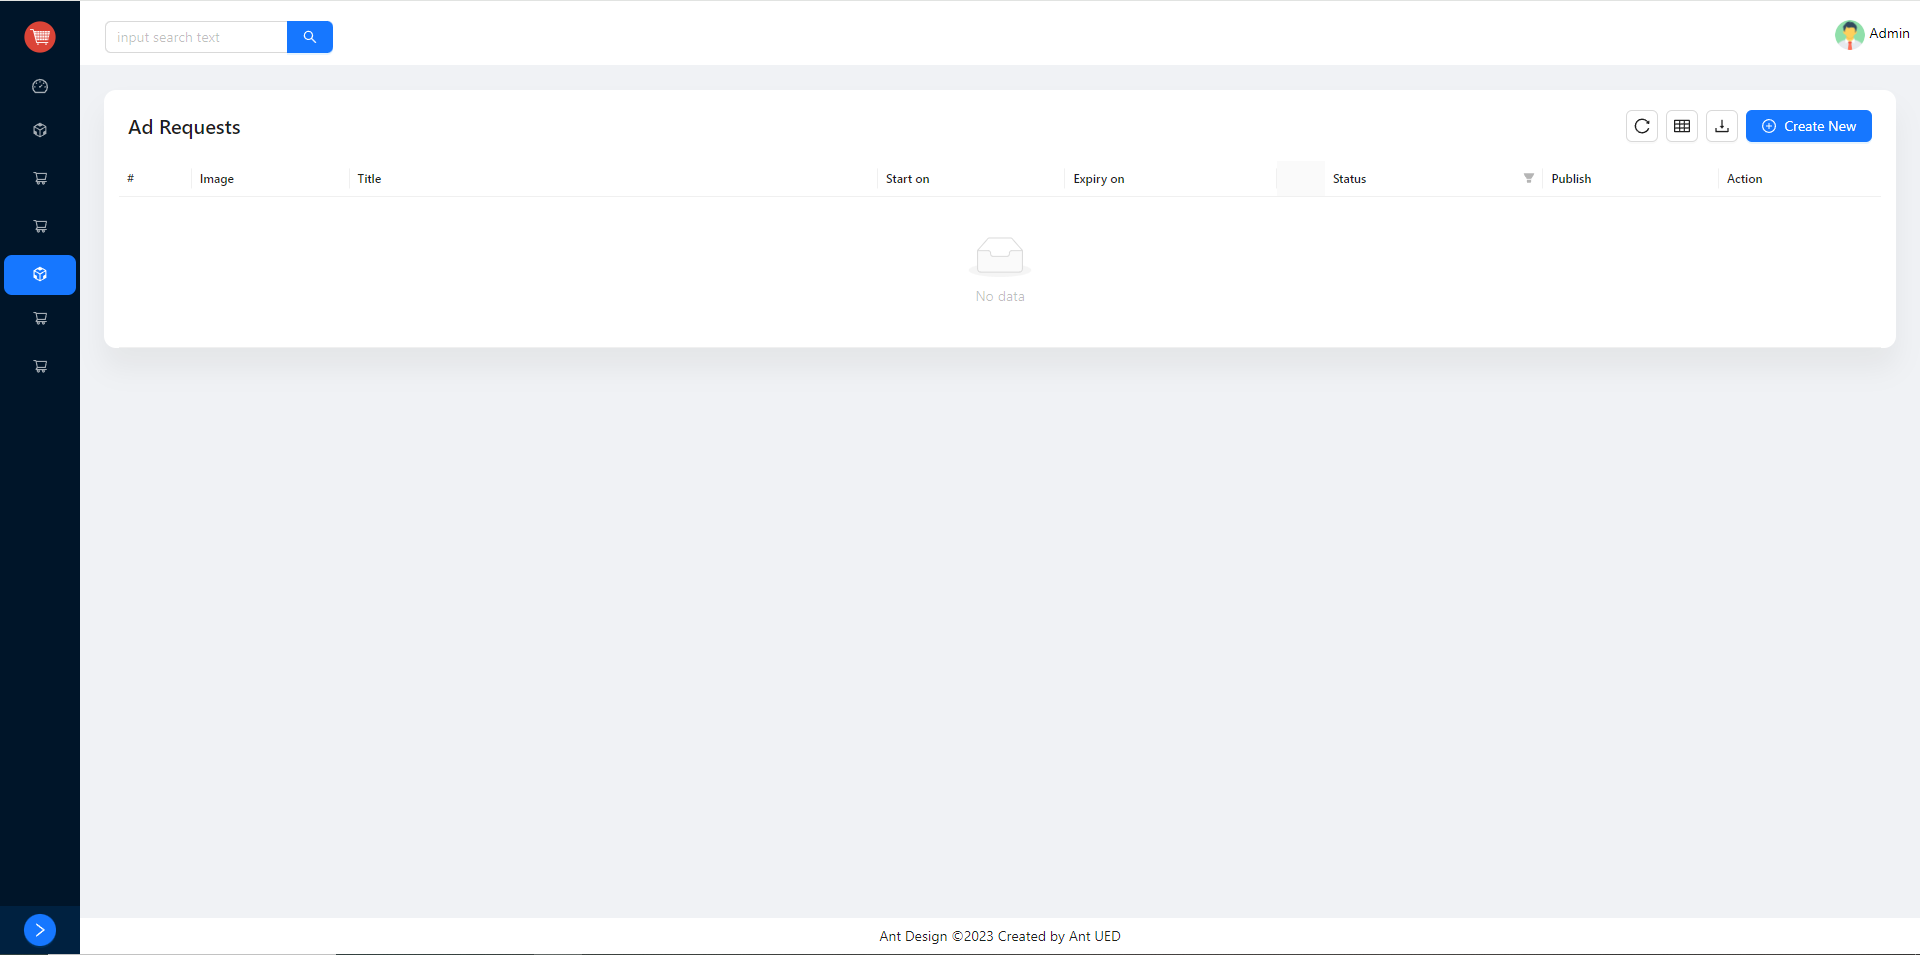 input search text
Admin
Ad Requests
Create New
# Image Title Start on Expiry on Status Publish Action
No data
Ant Design ©2023 Created by Ant UED